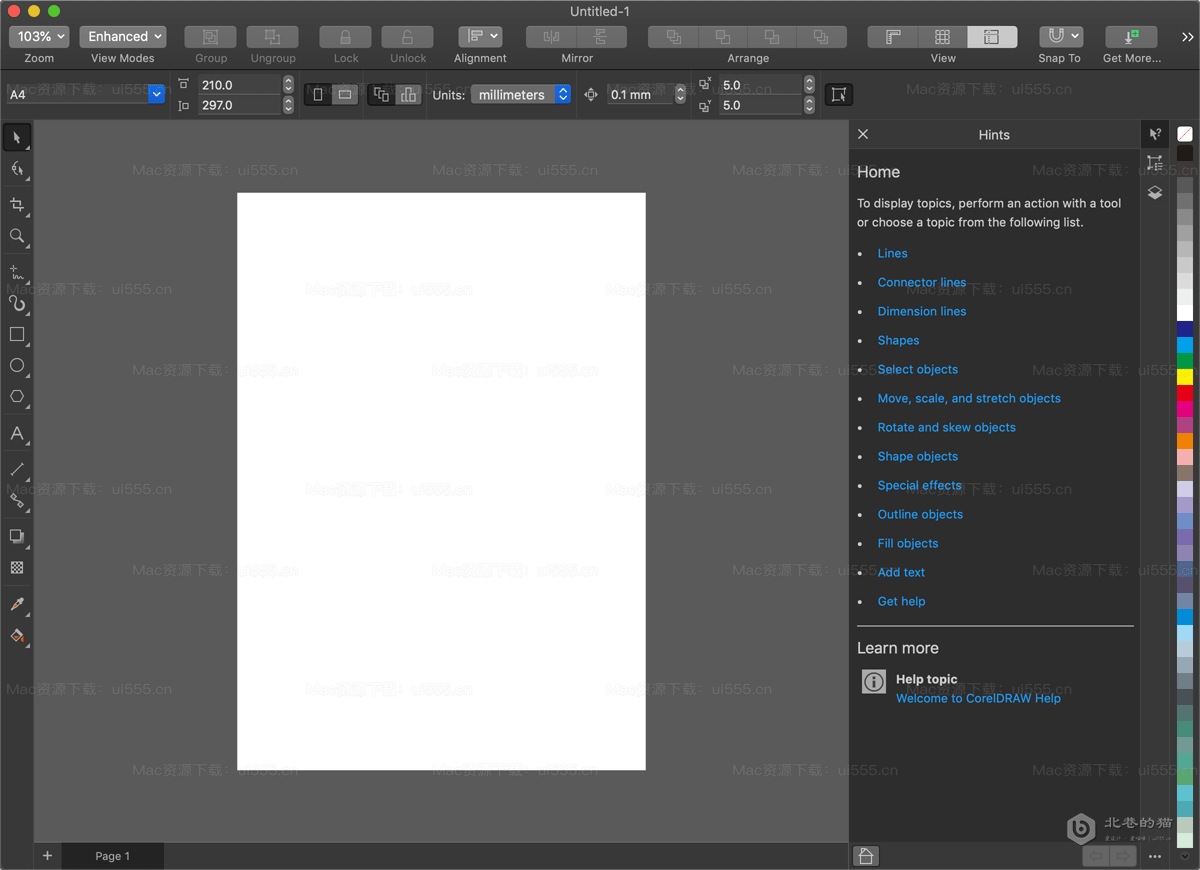 Untitled-1
103%
Enhanced
Zoom
View Modes
Group
Ungroup
Lock
Unlock
Alignment
Mirror
Arrange
View
Snap To
Get More...
A4
210.0
297.0
Units:
millimeters
0.1 mm
5.0
5.0
Hints
Home
To display topics, perform an action with a tool
or choose a topic from the following list.
• Lines
• Connector lines
• Dimension lines
• Shapes
• Select objects
• Move, scale, and stretch objects
• Rotate and skew objects
• Shape objects
• Special effects
• Outline objects
• Fill objects
• Add text
• Get help
Learn more
Help topic
Welcome to CorelDRAW Help
Page 1
Mac资源下载：ui555.cn
北巷的猫